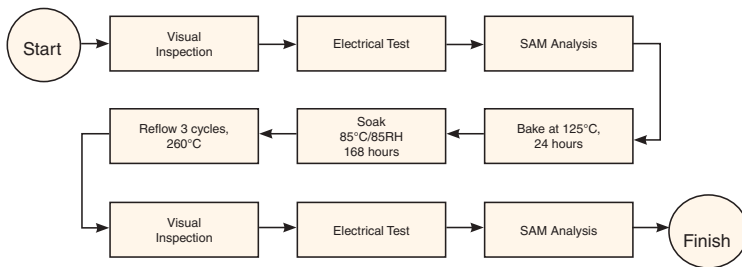 Start
Visual
Inspection
Electrical Test
SAM Analysis
Bake at 125°C,
24 hours
Soak
85°C/85RH
168 hours
Reflow 3 cycles,
260°C
Visual
Inspection
Electrical Test
SAM Analysis
Finish